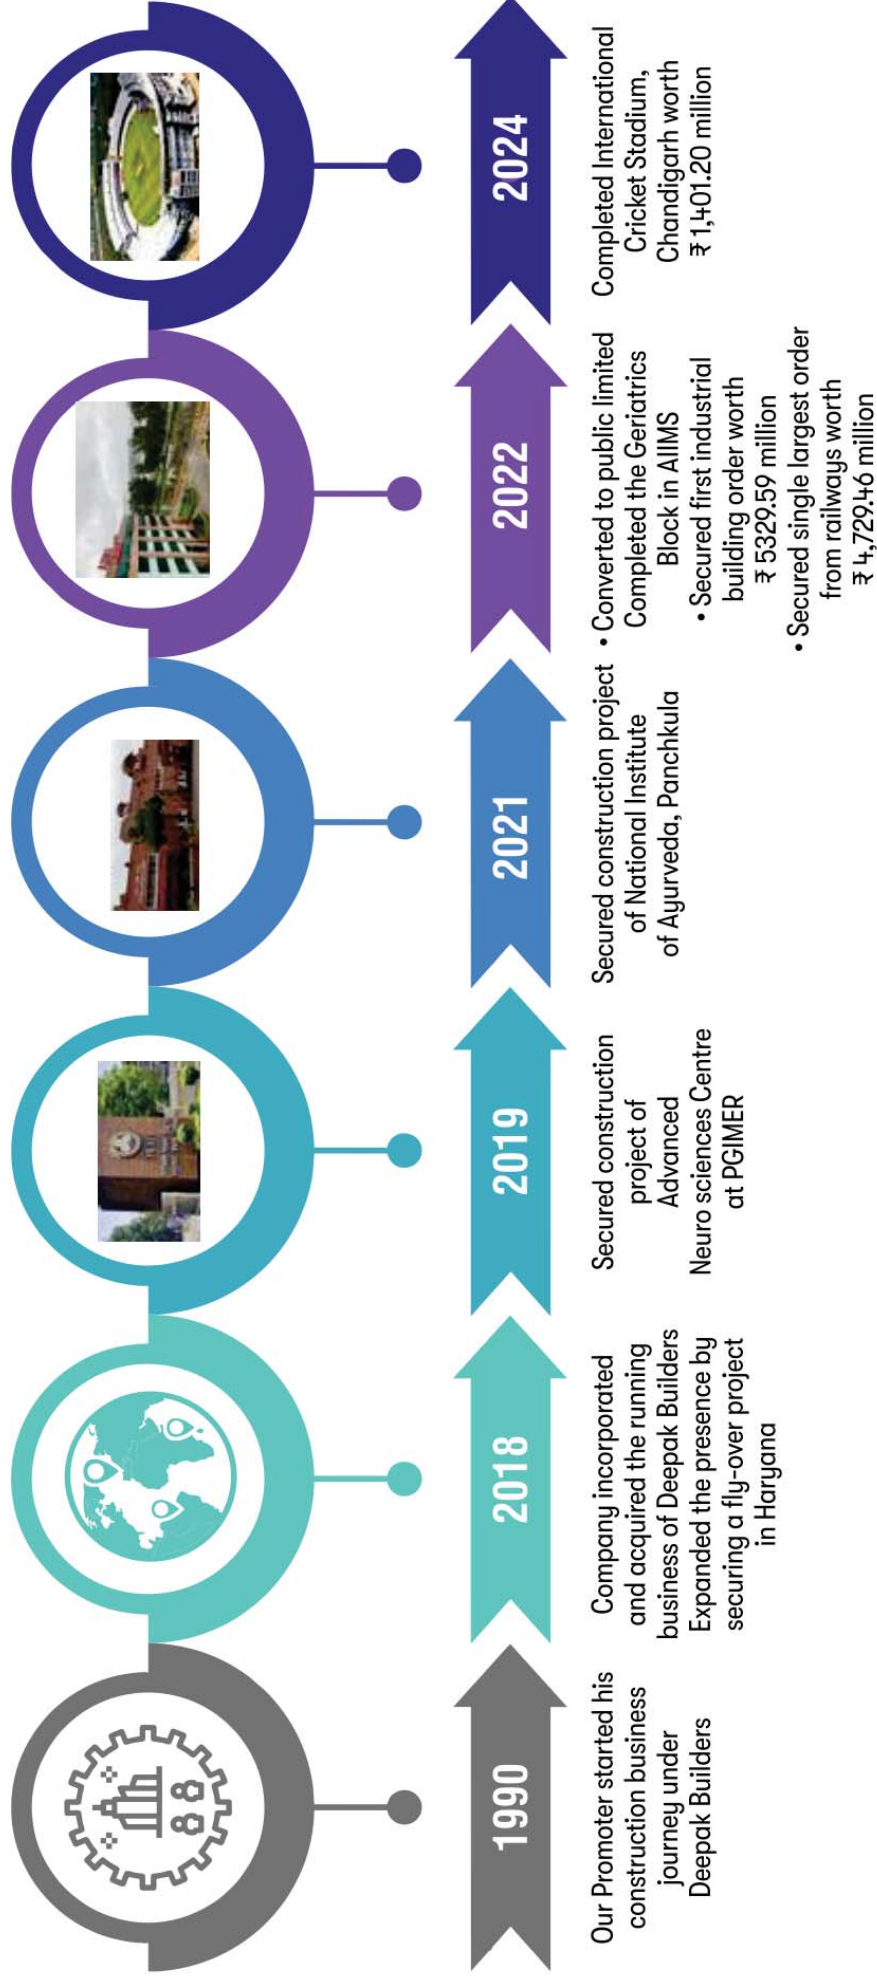 1990
Our Promoter started his
construction business
journey under
Deepak Builders
2018
Company incorporated
and acquired the running
business of Deepak Builders
Expanded the presence by
securing a fly-over project
in Haryana
2019
Secured construction
project of
Advanced
Neuro sciences Centre
at PGIMER
2021
Secured construction project
of National Institute
of Ayurveda, Panchkula
2022
• Converted to public limited
Completed the Geriatrics
Block in AIIMS
• Secured first industrial
building order worth
₹ 5329.59 million
• Secured single largest order
from railways worth
₹ 4,729.46 million
2024
Completed International
Cricket Stadium,
Chandigarh worth
₹ 1,401.20 million